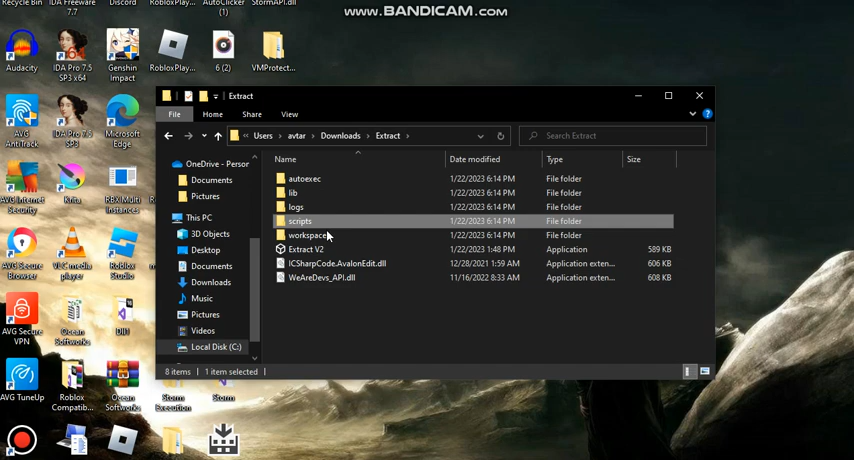 www.BANDICAM.com
Recycle Bin
IDA Freeware 7.7
Discord
RobloxPlay...
AutoClicker (1)
StormAPI.dll
Audacity
IDA Pro 7.5 SP3 x64
Genshin Impact
RobloxPlay...
6 (2)
VMProtect...
AVG AntiTrack
IDA Pro 7.5 SP3
Microsoft Edge
AVG Internet Security
Krita
RBX Multi Instances
AVG Secure Browser
VLC media player
Roblox Studio
AVG Secure VPN
Ocean Softworks
Dll1
AVG TuneUp
Roblox Compatib...
Ocean Softworks
Storm Execution
Storm
Extract
File
Home
Share
View
« Users > avtar > Downloads > Extract >
Search Extract
OneDrive - Person
Documents
Pictures
This PC
3D Objects
Desktop
Documents
Downloads
Music
Pictures
Videos
Local Disk (C:)
Name Date modified Type Size
autoexec 1/22/2023 6:14 PM File folder
lib 1/22/2023 6:14 PM File folder
logs 1/22/2023 6:14 PM File folder
scripts 1/22/2023 6:14 PM File folder
workspace 1/22/2023 6:14 PM File folder
Extract V2 1/22/2023 1:48 PM Application 589 KB
ICSharpCode.AvalonEdit.dll 12/28/2021 1:59 AM Application exten... 606 KB
WeAreDevs_API.dll 11/16/2022 8:33 AM Application exten... 608 KB
8 items
1 item selected